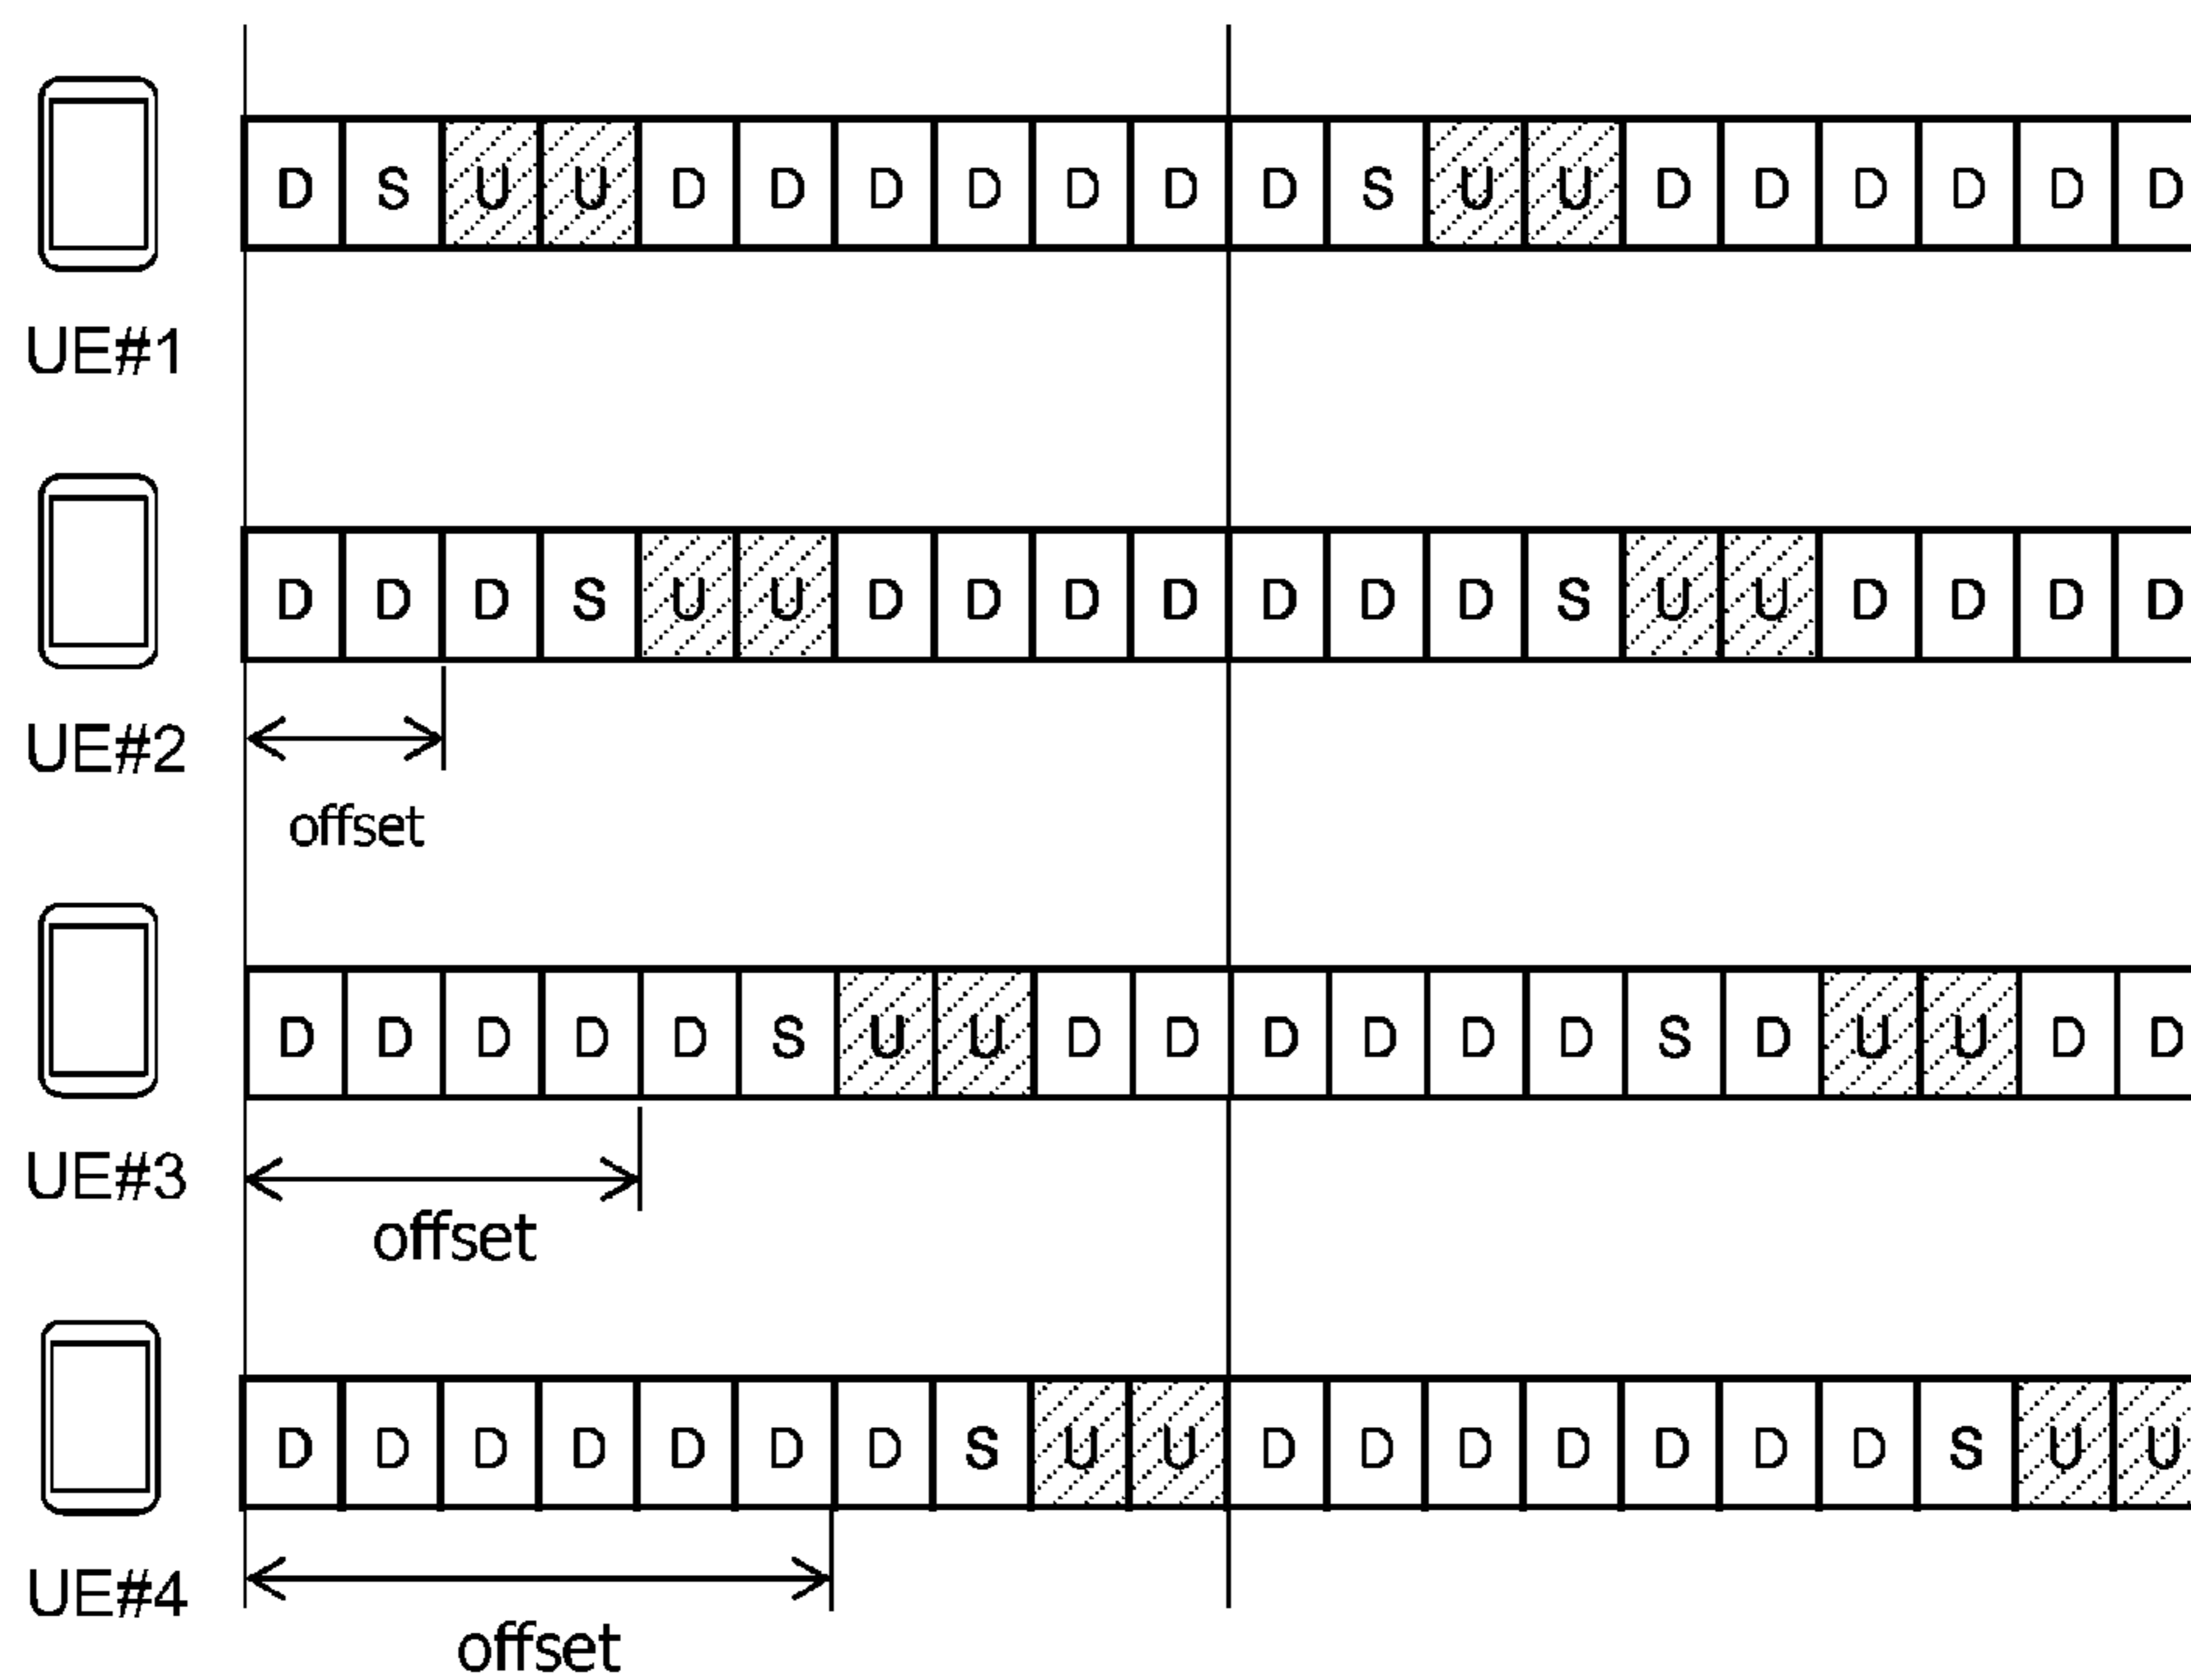 D S U U D D D D D D D S U U D D D D D D
UE#1
D D D S U U D D D D D D D S U U D D D D
UE#2
offset
D D D D D S U U D D D D D D S D U U D D
UE#3
offset
D D D D D D D S U U D D D D D D D S U U
UE#4
offset